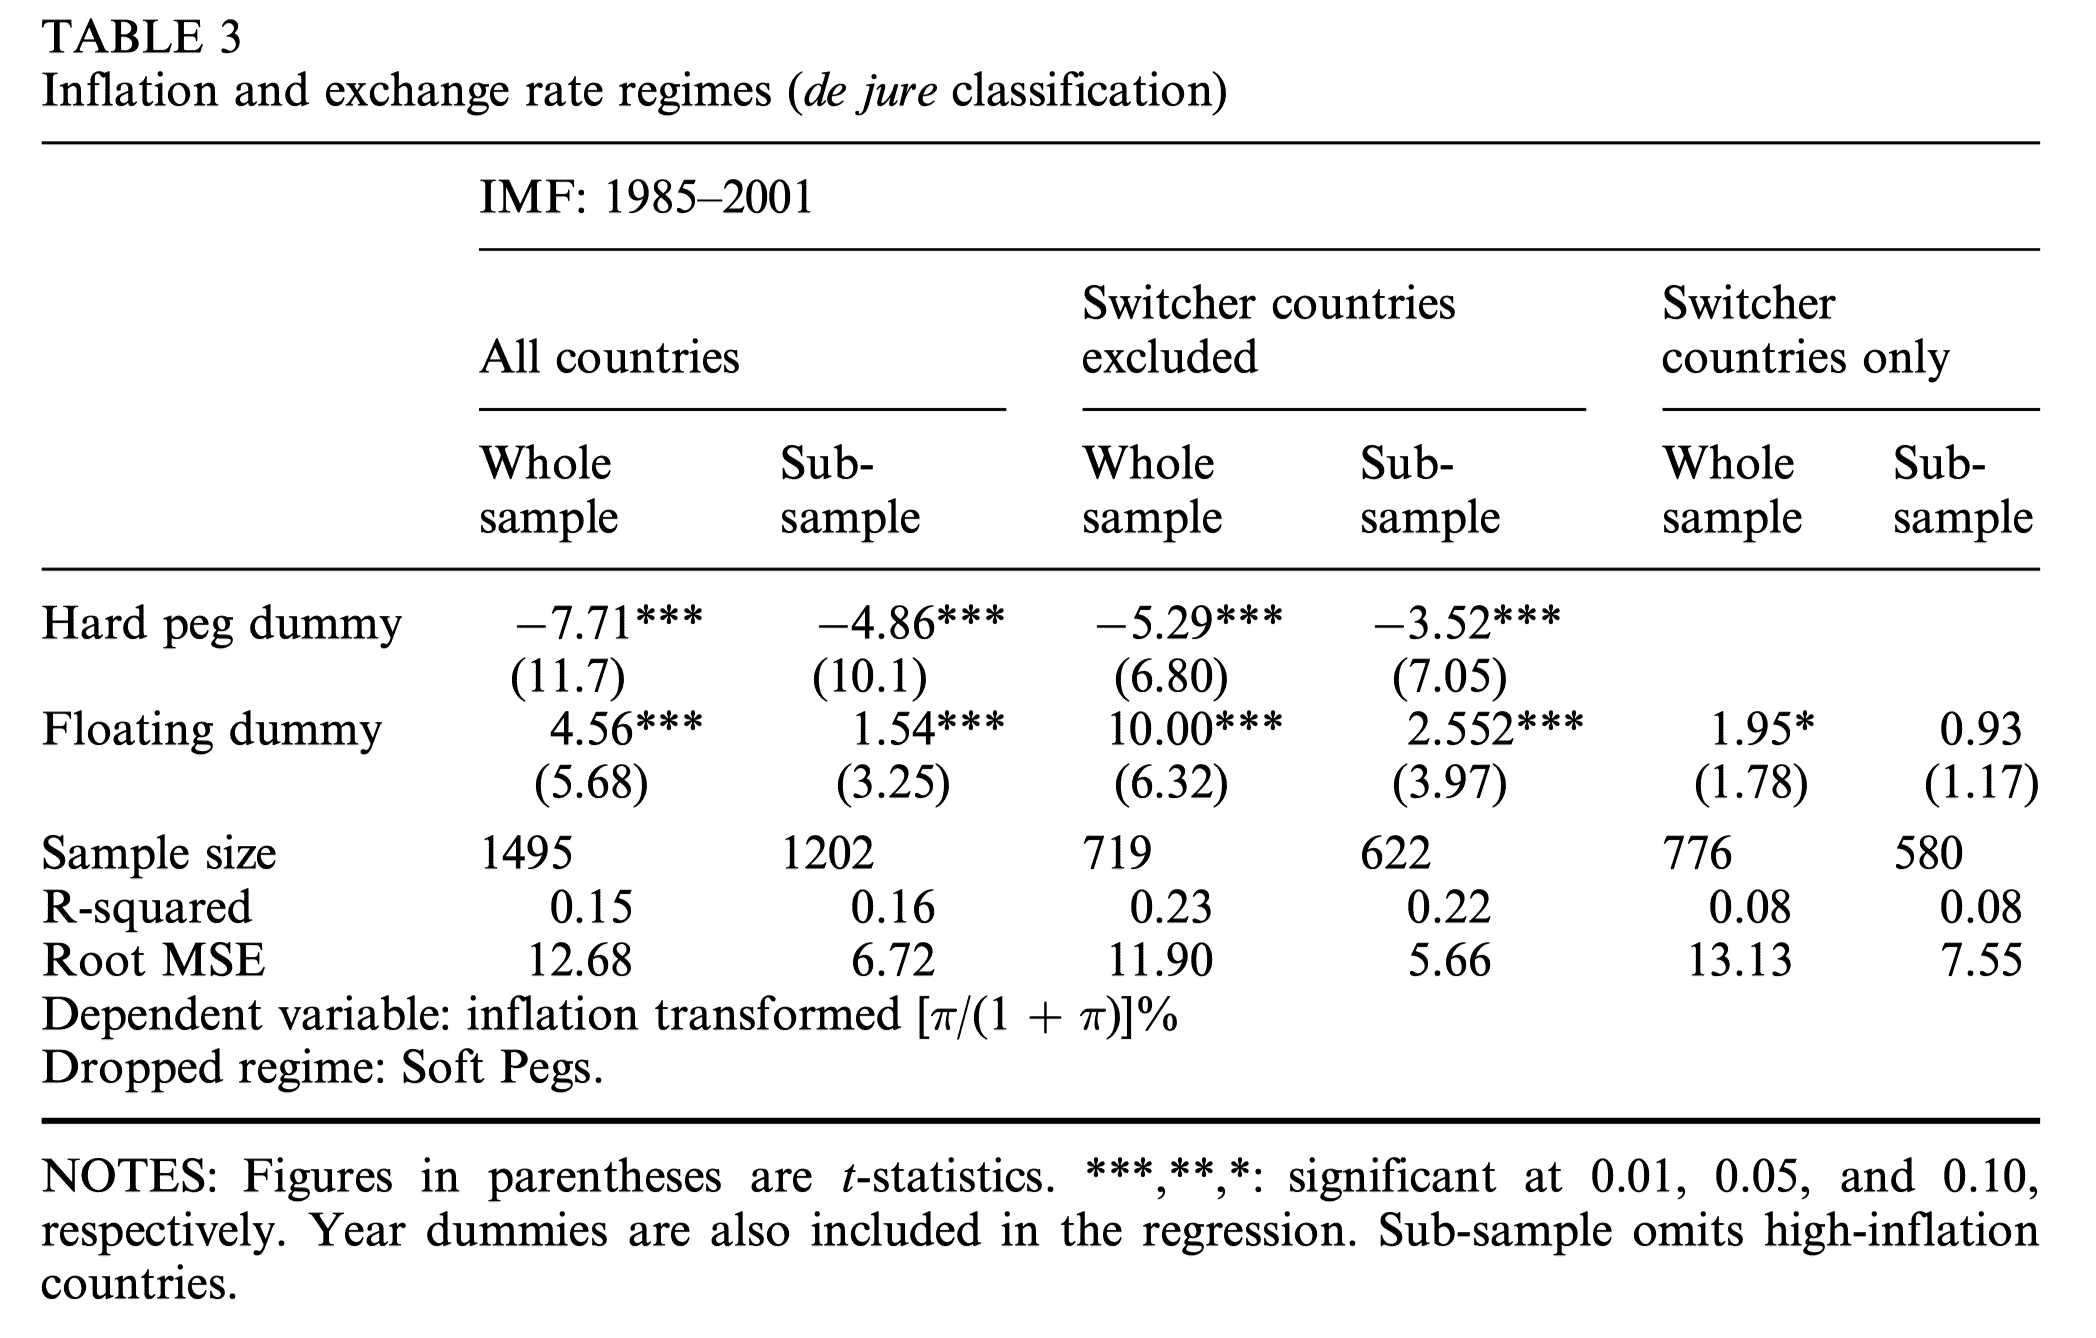 TABLE 3
Inflation and exchange rate regimes (de jure classification)
IMF: 1985–2001
All countries Switcher countries excluded Switcher countries only
Whole sample Sub-sample Whole sample Sub-sample Whole sample Sub-sample
Hard peg dummy −7.71*** −4.86*** −5.29*** −3.52***
(11.7) (10.1) (6.80) (7.05)
Floating dummy 4.56*** 1.54*** 10.00*** 2.552*** 1.95* 0.93
(5.68) (3.25) (6.32) (3.97) (1.78) (1.17)
Sample size 1495 1202 719 622 776 580
R-squared 0.15 0.16 0.23 0.22 0.08 0.08
Root MSE 12.68 6.72 11.90 5.66 13.13 7.55
Dependent variable: inflation transformed [π/(1 + π)]%
Dropped regime: Soft Pegs.
NOTES: Figures in parentheses are t-statistics. ***,**,*: significant at 0.01, 0.05, and 0.10,
respectively. Year dummies are also included in the regression. Sub-sample omits high-inflation
countries.